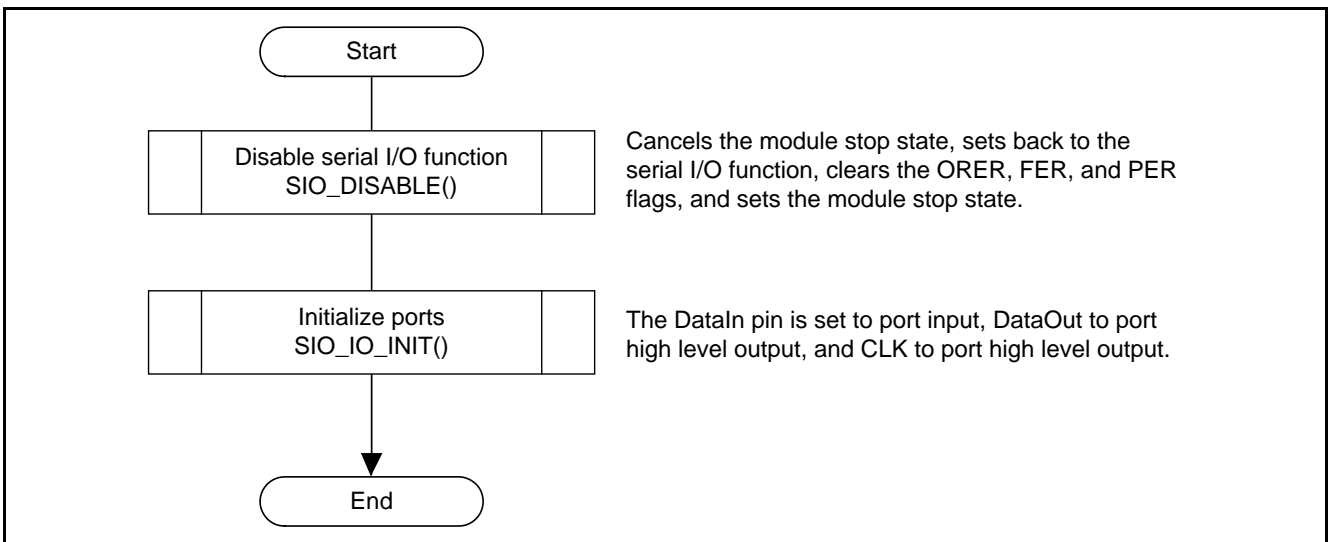 Start
Disable serial I/O function
SIO_DISABLE()
Cancels the module stop state, sets back to the
serial I/O function, clears the ORER, FER, and PER
flags, and sets the module stop state.
Initialize ports
SIO_IO_INIT()
The DataIn pin is set to port input, DataOut to port
high level output, and CLK to port high level output.
End